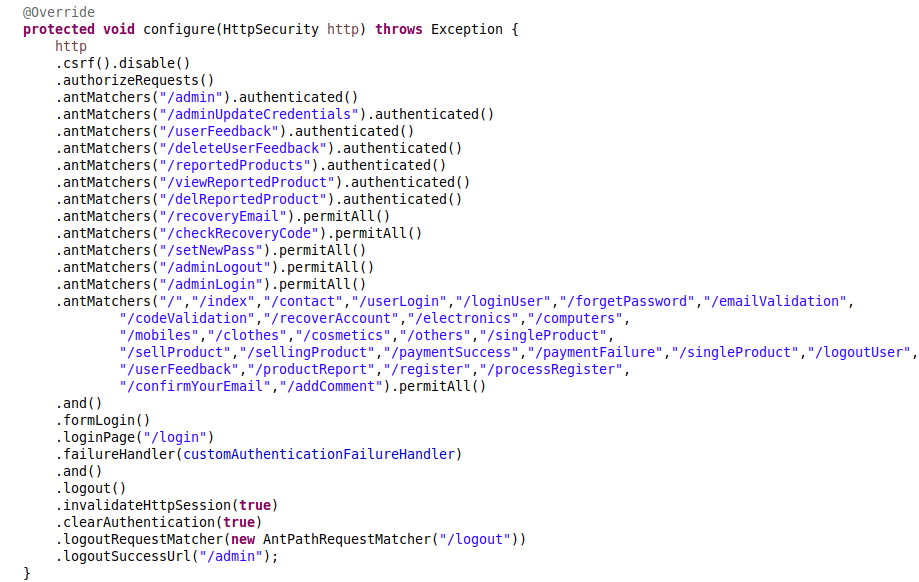 @Override
protected void configure(HttpSecurity http) throws Exception {
    http
    .csrf().disable()
    .authorizeRequests()
    .antMatchers("/admin").authenticated()
    .antMatchers("/adminUpdateCredentials").authenticated()
    .antMatchers("/userFeedback").authenticated()
    .antMatchers("/deleteUserFeedback").authenticated()
    .antMatchers("/reportedProducts").authenticated()
    .antMatchers("/viewReportedProduct").authenticated()
    .antMatchers("/delReportedProduct").authenticated()
    .antMatchers("/recoveryEmail").permitAll()
    .antMatchers("/checkRecoveryCode").permitAll()
    .antMatchers("/setNewPass").permitAll()
    .antMatchers("/adminLogout").permitAll()
    .antMatchers("/adminLogin").permitAll()
    .antMatchers("/","/index","/contact","/userLogin","/loginUser","/forgetPassword","/emailValidation",
            "/codeValidation","/recoverAccount","/electronics","/computers",
            "/mobiles","/clothes","/cosmetics","/others","/singleProduct",
            "/sellProduct","/sellingProduct","/paymentSuccess","/paymentFailure","/singleProduct","/logoutUser",
            "/userFeedback","/productReport","/register","/processRegister",
            "/confirmYourEmail","/addComment").permitAll()
    .and()
    .formLogin()
    .loginPage("/login")
    .failureHandler(customAuthenticationFailureHandler)
    .and()
    .logout()
    .invalidateHttpSession(true)
    .clearAuthentication(true)
    .logoutRequestMatcher(new AntPathRequestMatcher("/logout"))
    .logoutSuccessUrl("/admin");
}